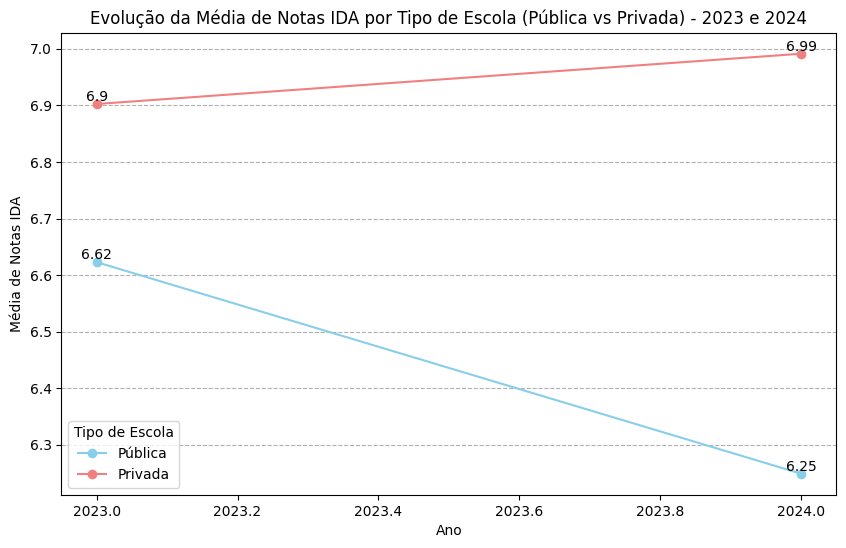 Evolução da Média de Notas IDA por Tipo de Escola (Pública vs Privada) - 2023 e 2024
7.0
6.9
6.8
6.7
6.6
6.5
6.4
6.3
Média de Notas IDA
6.9
6.99
6.62
6.25
Tipo de Escola
Pública
Privada
2023.0 2023.2 2023.4 2023.6 2023.8 2024.0
Ano